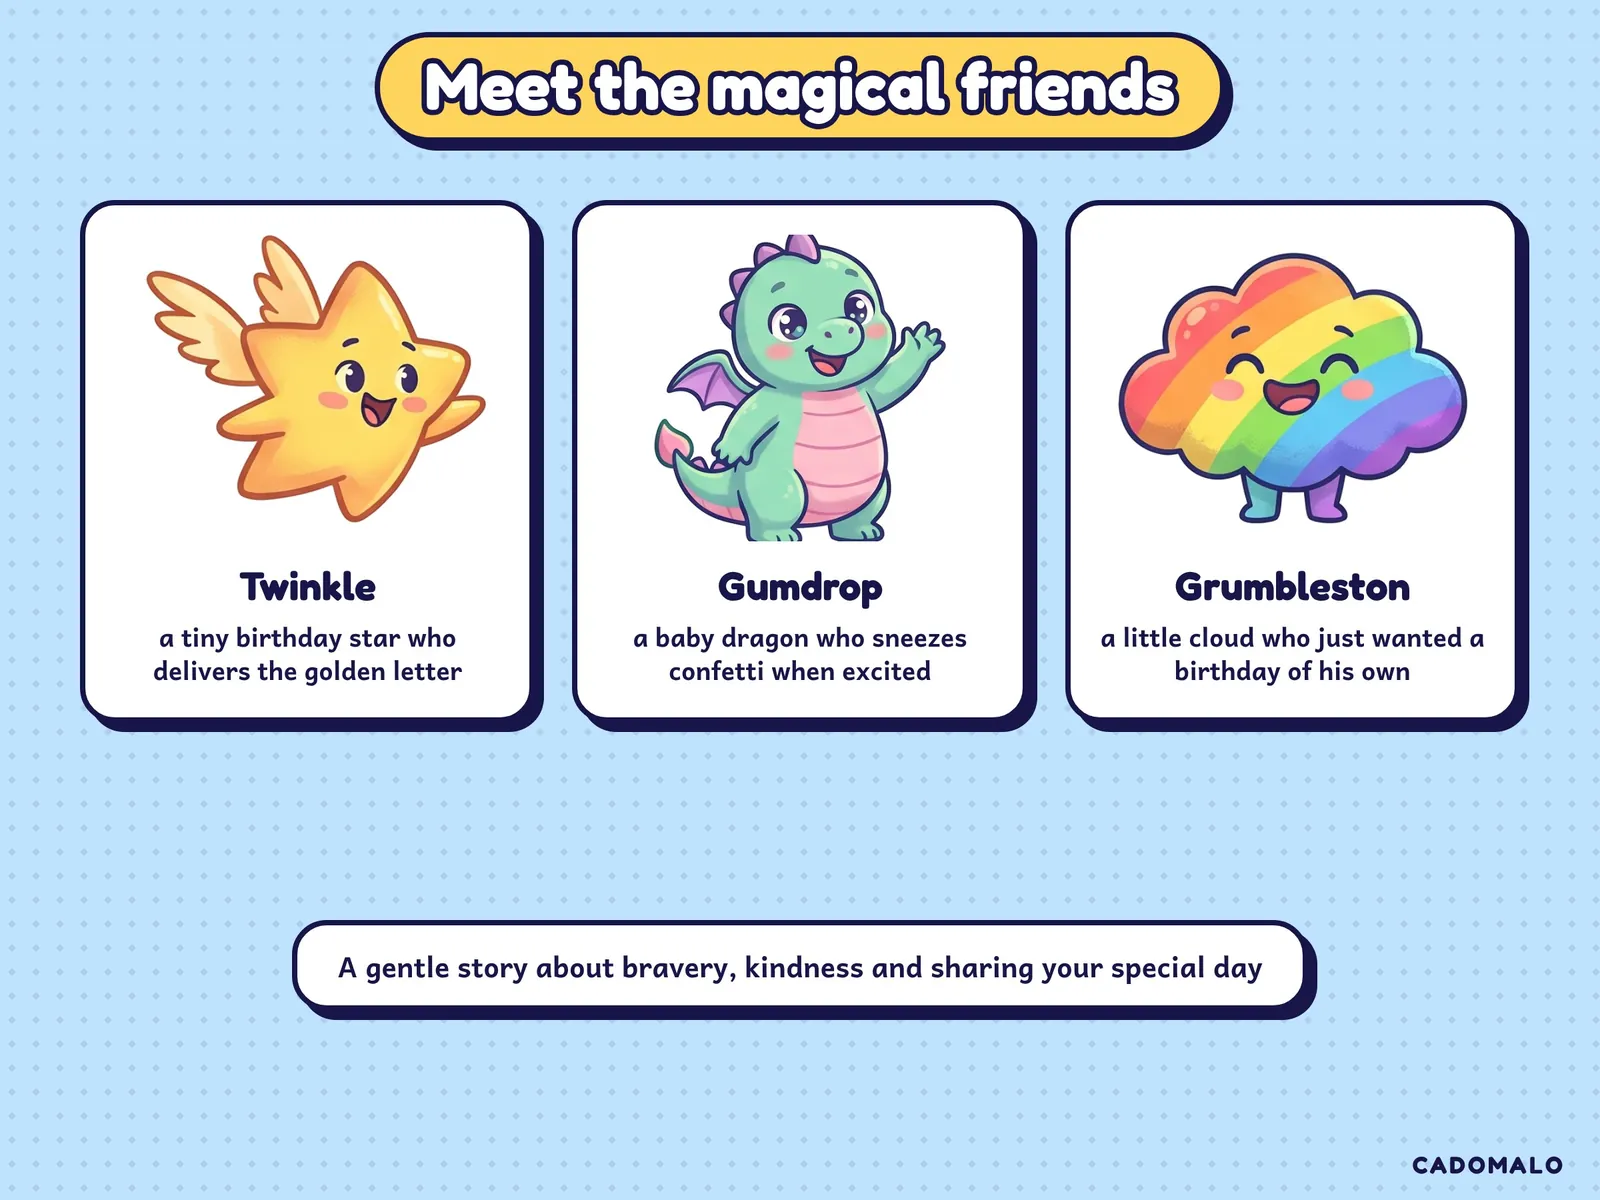 Meet the magical friends
Twinkle
a tiny birthday star who
delivers the golden letter
Gumdrop
a baby dragon who sneezes
confetti when excited
Grumbleston
a little cloud who just wanted a
birthday of his own
A gentle story about bravery, kindness and sharing your special day
CADOMALO